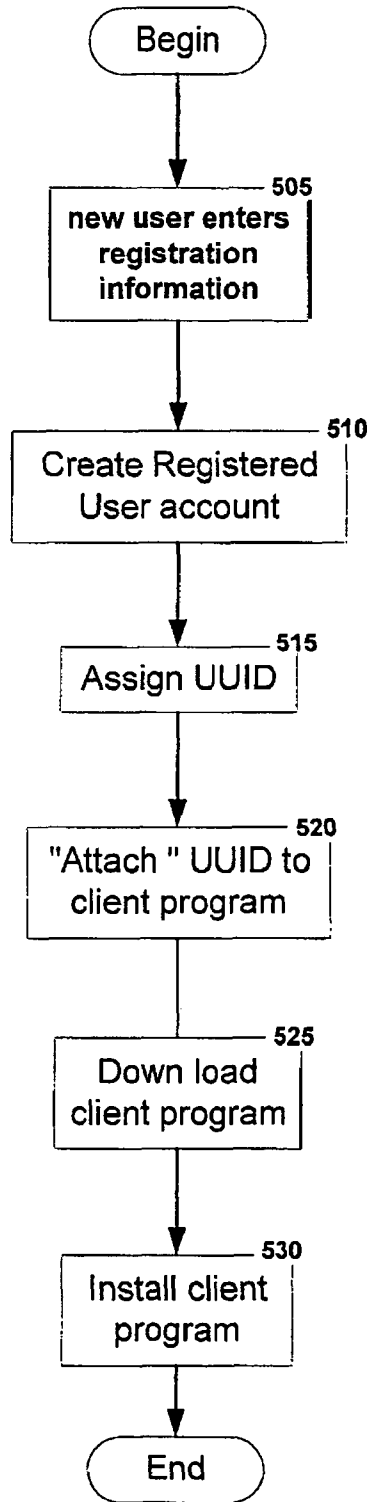 Begin
505
new user enters
registration
information
510
Create Registered
User account
515
Assign UUID
520
"Attach " UUID to
client program
525
Down load
client program
530
Install client
program
End